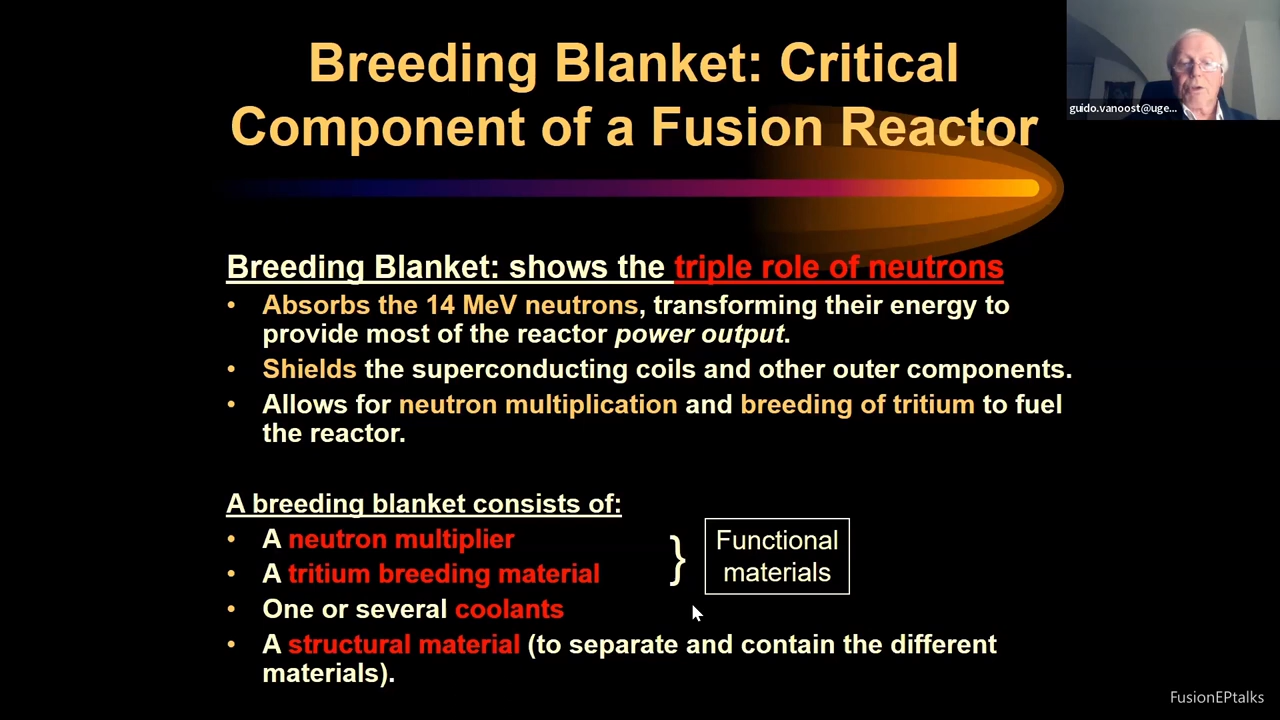 Breeding Blanket: Critical
Component of a Fusion Reactor
guido.vanoost@uge...
Breeding Blanket: shows the triple role of neutrons
• Absorbs the 14 MeV neutrons, transforming their energy to
provide most of the reactor power output.
• Shields the superconducting coils and other outer components.
• Allows for neutron multiplication and breeding of tritium to fuel
the reactor.
A breeding blanket consists of:
• A neutron multiplier
• A tritium breeding material
} Functional
materials
• One or several coolants
• A structural material (to separate and contain the different
materials).
FusionEPtalks